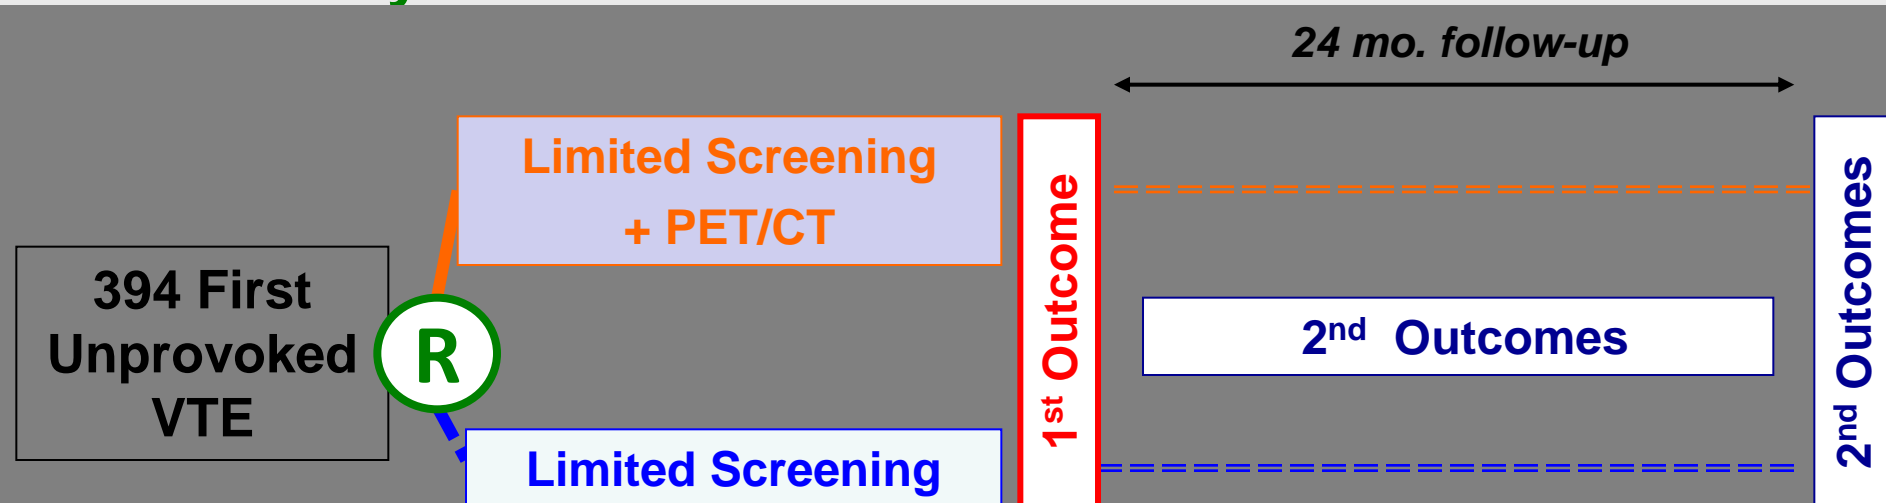 24 mo. follow-up
Limited Screening
+ PET/CT
394 First
Unprovoked
VTE
R
Limited Screening
1st Outcome
2nd Outcomes
2nd Outcomes